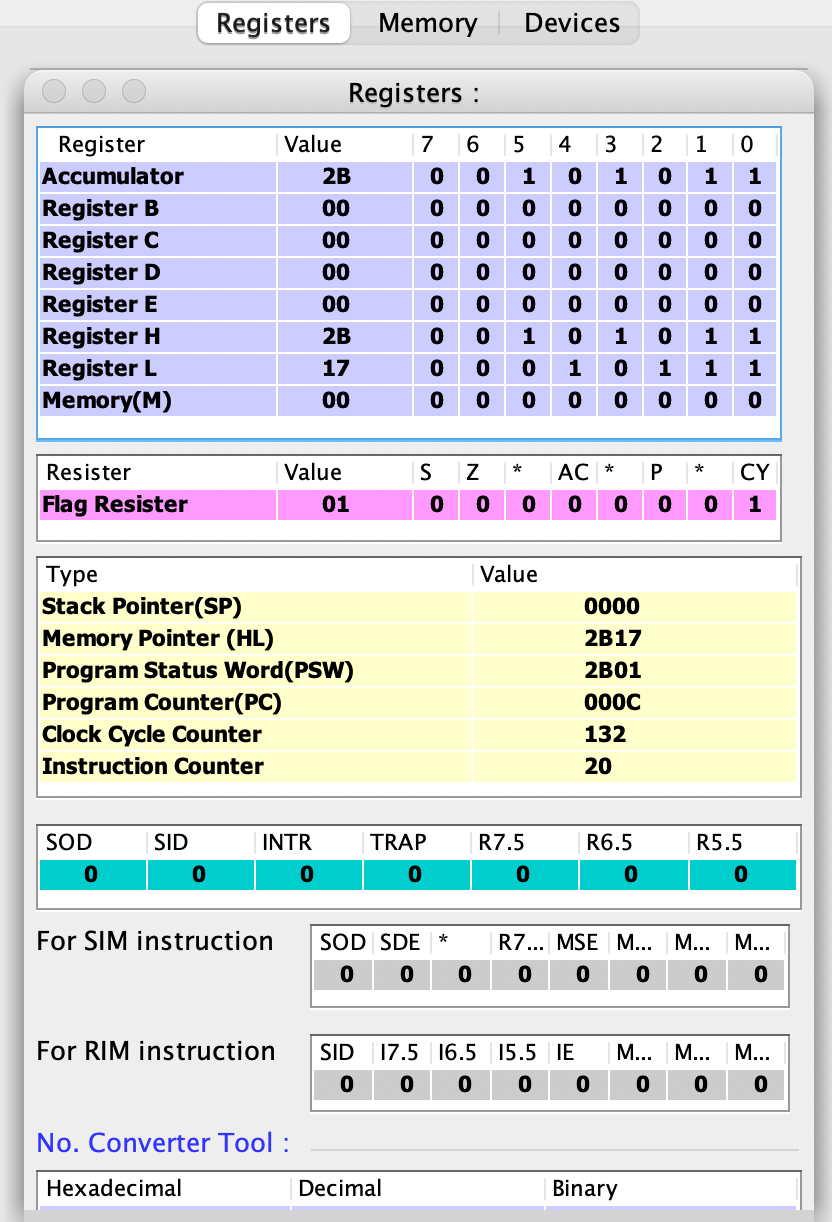 Registers Memory Devices
Registers :
Register Value 7 6 5 4 3 2 1 0
Accumulator 2B 0 0 1 0 1 0 1 1
Register B 00 0 0 0 0 0 0 0 0
Register C 00 0 0 0 0 0 0 0 0
Register D 00 0 0 0 0 0 0 0 0
Register E 00 0 0 0 0 0 0 0 0
Register H 2B 0 0 1 0 1 0 1 1
Register L 17 0 0 0 1 0 1 1 1
Memory(M) 00 0 0 0 0 0 0 0 0
Resister Value S Z * AC * P * CY
Flag Resister 01 0 0 0 0 0 0 0 1
Type Value
Stack Pointer(SP) 0000
Memory Pointer (HL) 2B17
Program Status Word(PSW) 2B01
Program Counter(PC) 000C
Clock Cycle Counter 132
Instruction Counter 20
SOD SID INTR TRAP R7.5 R6.5 R5.5
0 0 0 0 0 0 0
For SIM instruction
SOD SDE * R7... MSE M... M... M...
0 0 0 0 0 0 0 0
For RIM instruction
SID I7.5 I6.5 I5.5 IE M... M... M...
0 0 0 0 0 0 0 0
No. Converter Tool :
Hexadecimal Decimal Binary